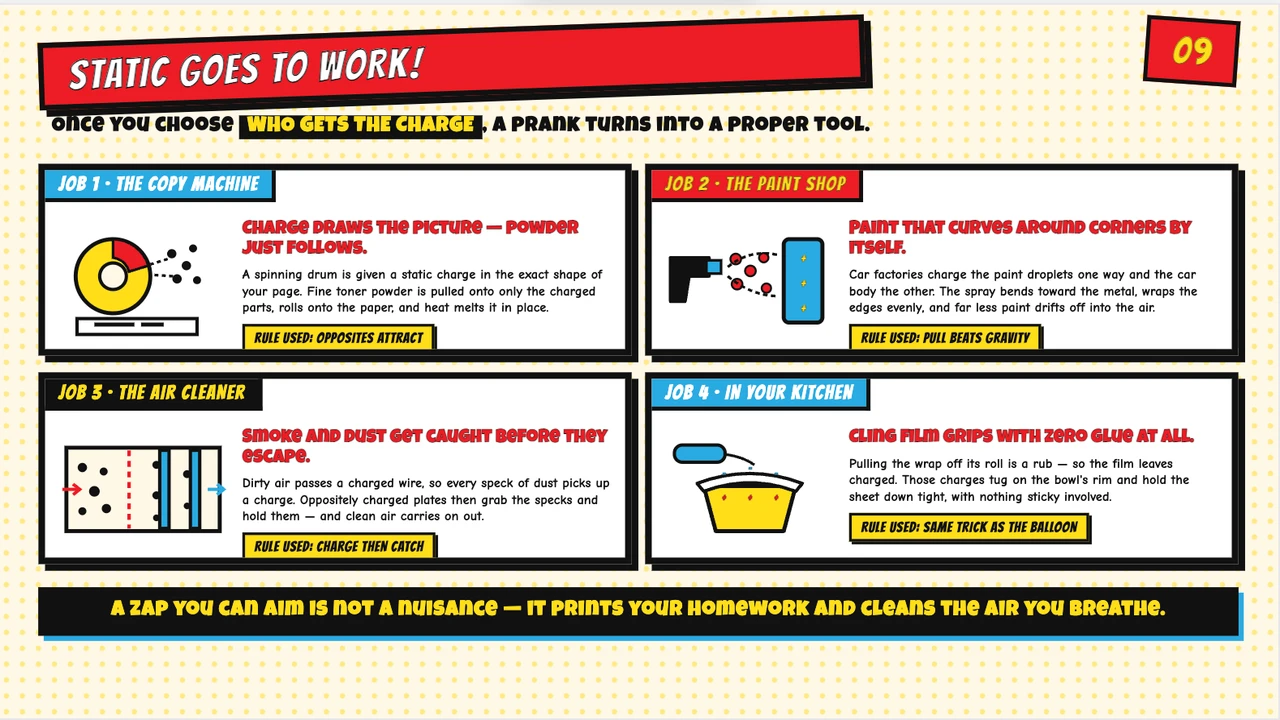 STATIC GOES TO WORK!
09
ONCE YOU CHOOSE WHO GETS THE CHARGE, A PRANK TURNS INTO A PROPER TOOL.
JOB 1 · THE COPY MACHINE
CHARGE DRAWS THE PICTURE — POWDER
JUST FOLLOWS.
A spinning drum is given a static charge in the exact shape of
your page. Fine toner powder is pulled onto only the charged
parts, rolls onto the paper, and heat melts it in place.
RULE USED: OPPOSITES ATTRACT
JOB 2 · THE PAINT SHOP
PAINT THAT CURVES AROUND CORNERS BY
ITSELF.
Car factories charge the paint droplets one way and the car
body the other. The spray bends toward the metal, wraps the
edges evenly, and far less paint drifts off into the air.
RULE USED: PULL BEATS GRAVITY
JOB 3 · THE AIR CLEANER
SMOKE AND DUST GET CAUGHT BEFORE THEY
ESCAPE.
Dirty air passes a charged wire, so every speck of dust picks up
a charge. Oppositely charged plates then grab the specks and
hold them — and clean air carries on out.
RULE USED: CHARGE THEN CATCH
JOB 4 · IN YOUR KITCHEN
CLING FILM GRIPS WITH ZERO GLUE AT ALL.
Pulling the wrap off its roll is a rub — so the film leaves
charged. Those charges tug on the bowl's rim and hold the
sheet down tight, with nothing sticky involved.
RULE USED: SAME TRICK AS THE BALLOON
A ZAP YOU CAN AIM IS NOT A NUISANCE — IT PRINTS YOUR HOMEWORK AND CLEANS THE AIR YOU BREATHE.